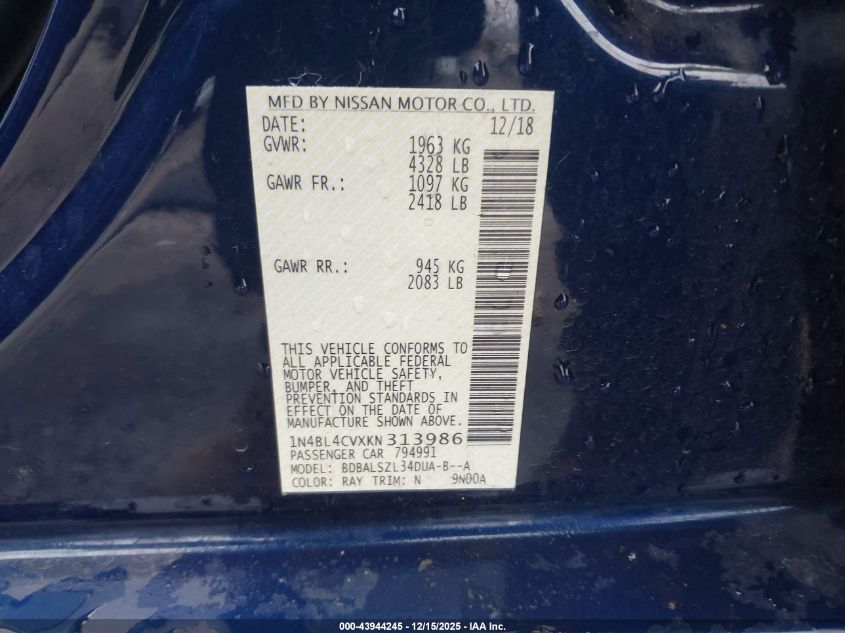 MFD BY NISSAN MOTOR CO., LTD.
DATE: 12/18
GVWR: 1963 KG
4328 LB
GAWR FR.: 1097 KG
2418 LB
GAWR RR.: 945 KG
2083 LB
THIS VEHICLE CONFORMS TO
ALL APPLICABLE FEDERAL
MOTOR VEHICLE SAFETY,
BUMPER, AND THEFT
PREVENTION STANDARDS IN
EFFECT ON THE DATE OF
MANUFACTURE SHOWN ABOVE.
1N4BL4CVXKN313986
PASSENGER CAR 794991
MODEL: BDBALSZL34DUA-B--A
COLOR: RAY TRIM: N 9N00A
000-43944245 - 12/15/2025 - IAA Inc.